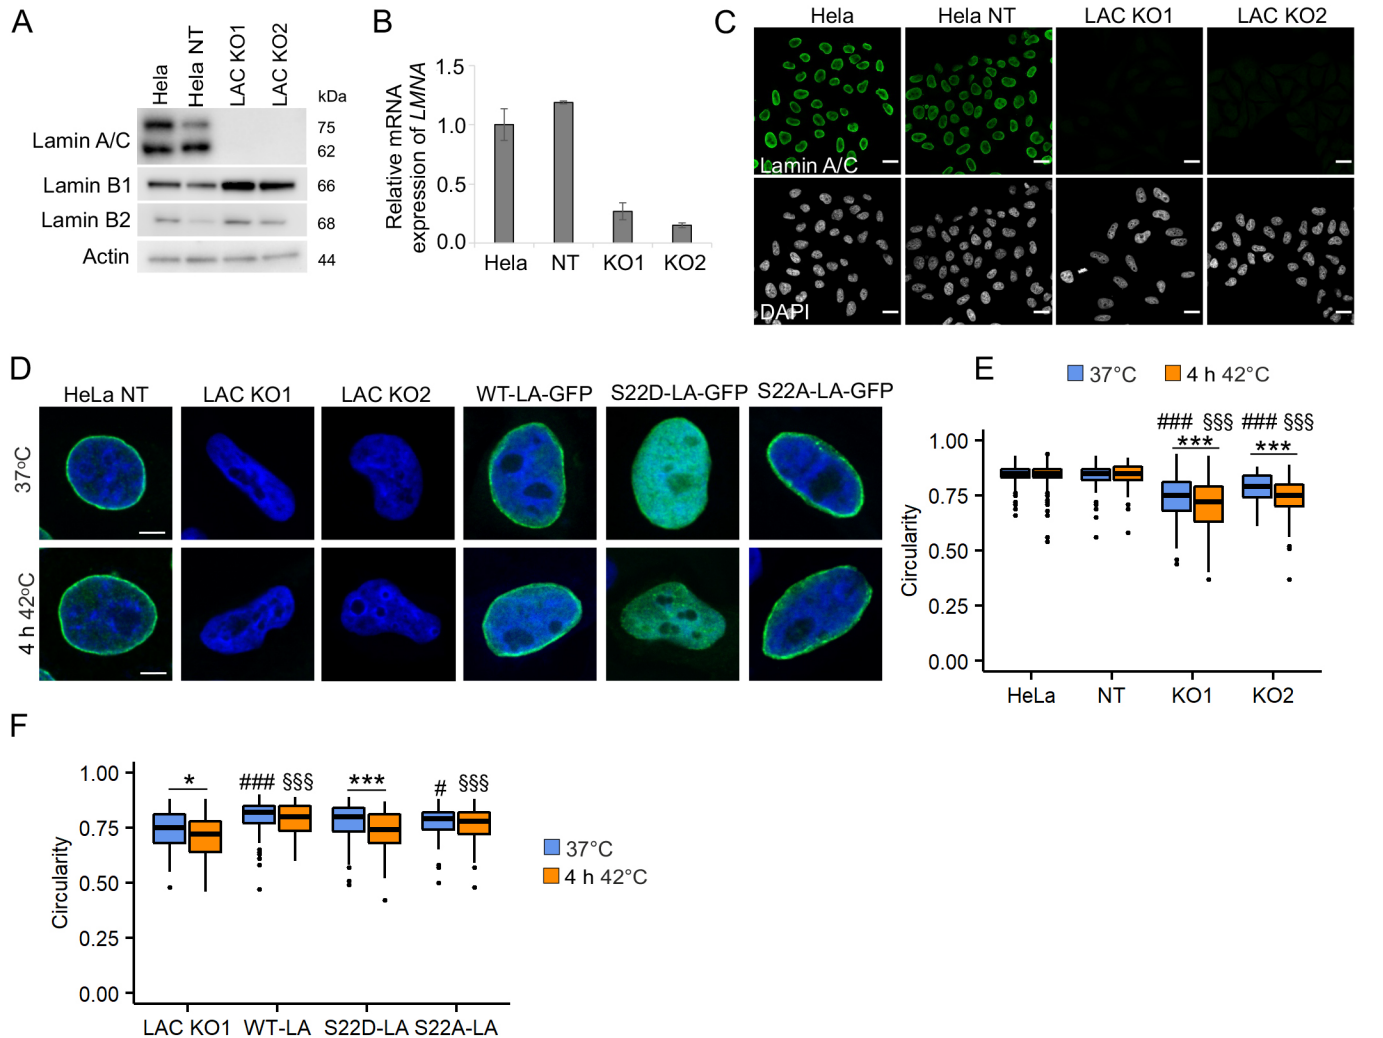 A
Hela
Hela NT
LAC KO1
LAC KO2
kDa
Lamin A/C
75
62
Lamin B1
66
Lamin B2
68
Actin
44
B
Relative mRNA
expression of LMNA
1.5
1.0
0.5
0.0
Hela NT KO1 KO2
C
Hela Hela NT LAC KO1 LAC KO2
Lamin A/C
DAPI
D
HeLa NT LAC KO1 LAC KO2 WT-LA-GFP S22D-LA-GFP S22A-LA-GFP
37°C
4 h 42°C
E
37°C 4 h 42°C
### §§§ ### §§§
*** ***
Circularity
1.00
0.75
0.50
0.25
0.00
HeLa NT KO1 KO2
F
* ### §§§ *** # §§§
Circularity
1.00
0.75
0.50
0.25
0.00
LAC KO1 WT-LA S22D-LA S22A-LA
37°C
4 h 42°C